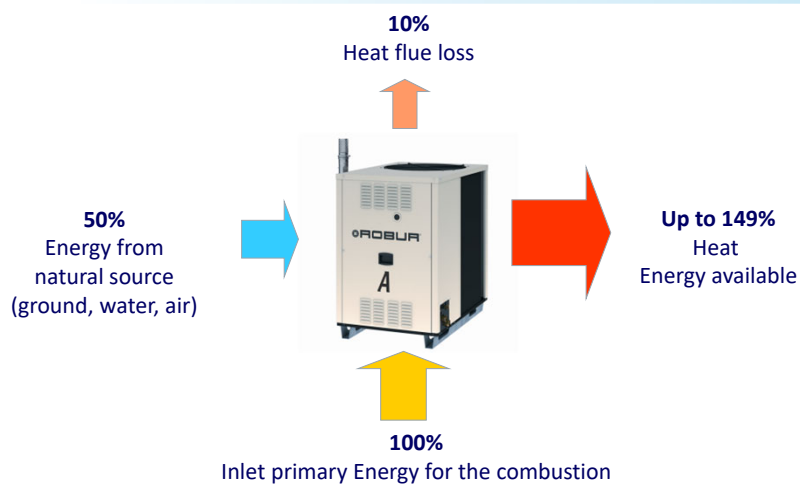 10%
Heat flue loss
50%
Energy from
natural source
(ground, water, air)
ROBUR
A
Up to 149%
Heat
Energy available
100%
Inlet primary Energy for the combustion